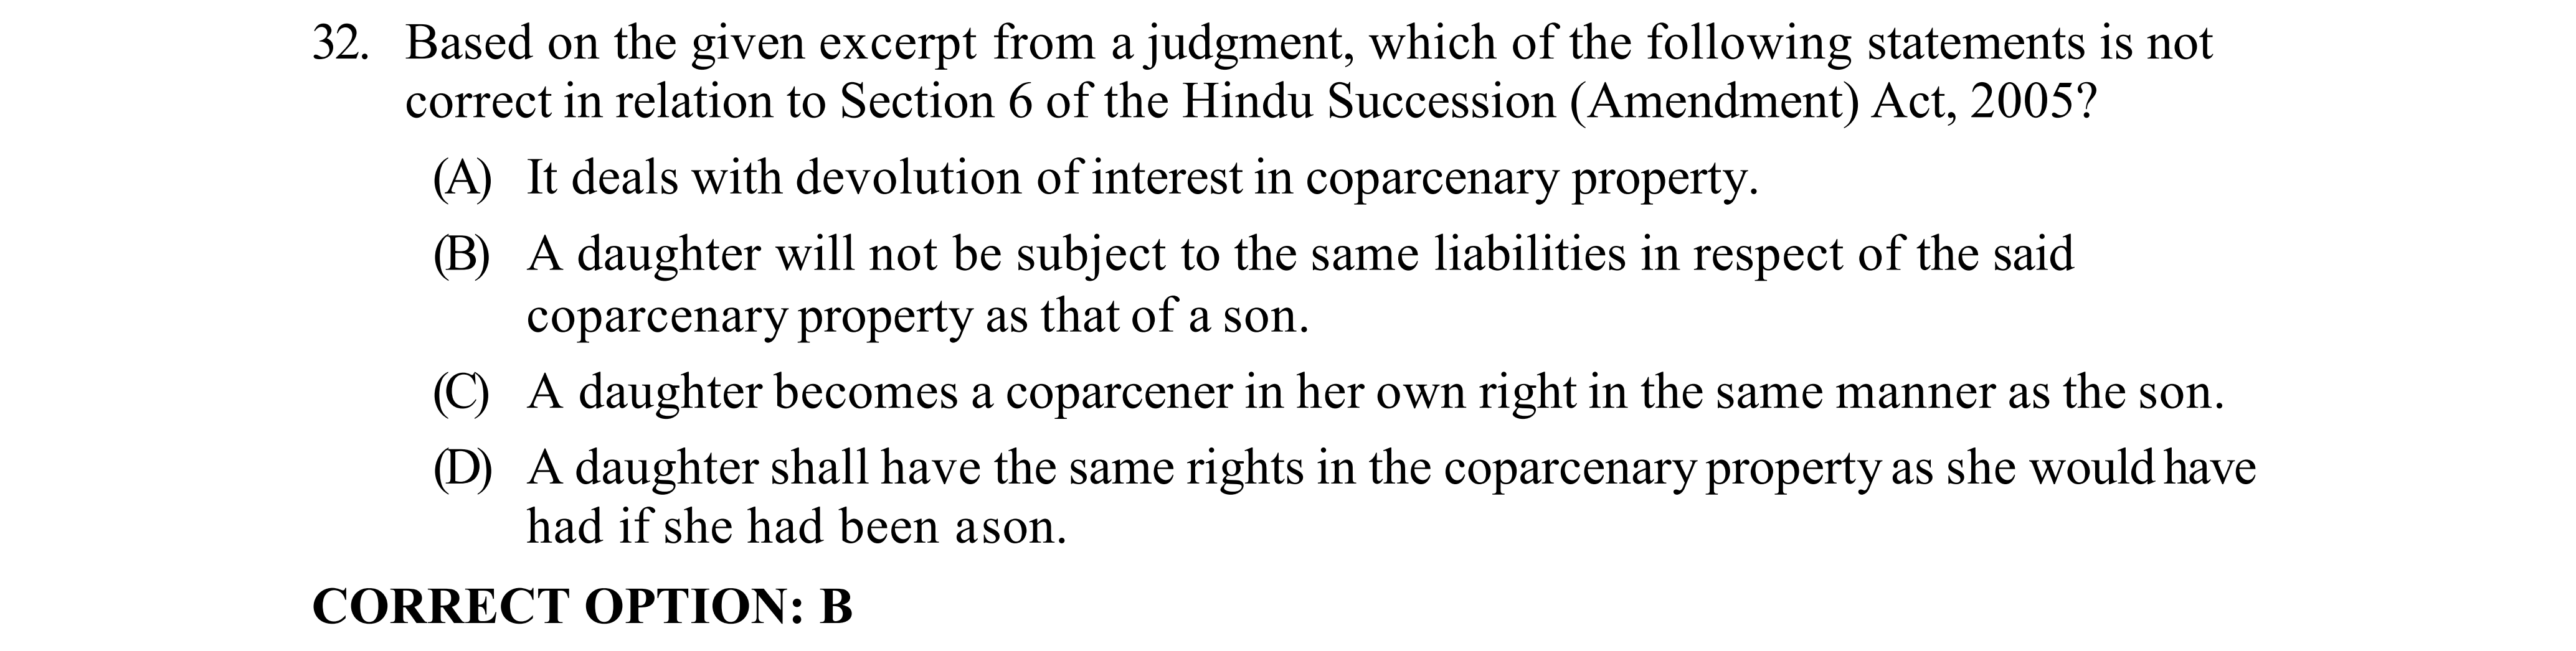 32. Based on the given excerpt from a judgment, which of the following statements is not
correct in relation to Section 6 of the Hindu Succession (Amendment) Act, 2005?
(A) It deals with devolution of interest in coparcenary property.
(B) A daughter will not be subject to the same liabilities in respect of the said
coparcenary property as that of a son.
(C) A daughter becomes a coparcener in her own right in the same manner as the son.
(D) A daughter shall have the same rights in the coparcenary property as she would have
had if she had been ason.
CORRECT OPTION: B